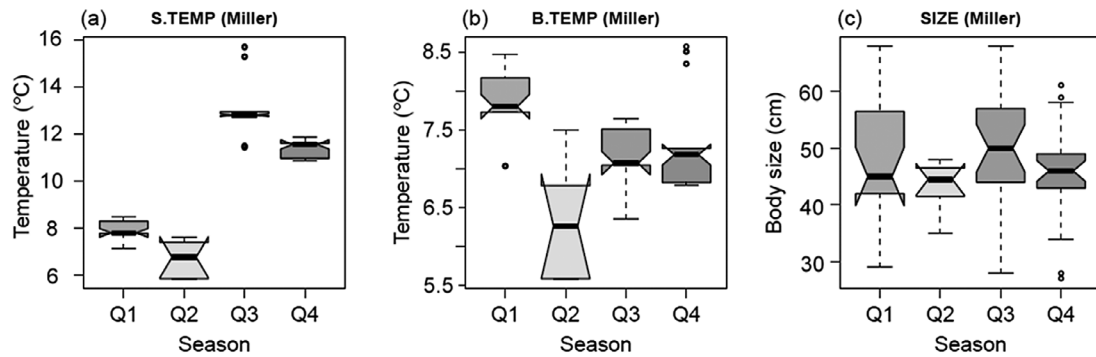 (a) S.TEMP (Miller)
Temperature (°C)
16
14
12
10
8
6
Q1 Q2 Q3 Q4
Season
(b) B.TEMP (Miller)
Temperature (°C)
8.5
7.5
6.5
5.5
Q1 Q2 Q3 Q4
Season
(c) SIZE (Miller)
Body size (cm)
60
50
40
30
Q1 Q2 Q3 Q4
Season